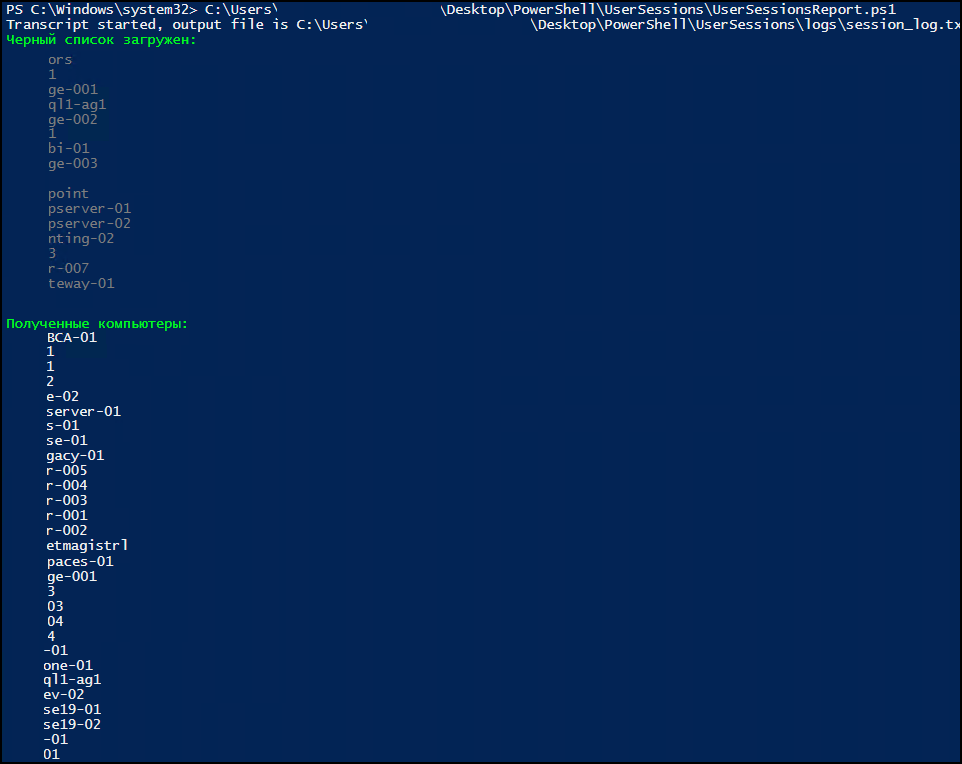 PS C:\Windows\system32> C:\Users\ \Desktop\PowerShell\UserSessions\UserSessionsReport.ps1
Transcript started, output file is C:\Users\ \Desktop\PowerShell\UserSessions\logs\session_log.tx
Черный список загружен:
ors
1
ge-001
ql1-ag1
ge-002
1
bi-01
ge-003
point
pserver-01
pserver-02
nting-02
3
r-007
teway-01
Полученные компьютеры:
BCA-01
1
1
2
e-02
server-01
s-01
se-01
gacy-01
r-005
r-004
r-003
r-001
r-002
etmagistrl
paces-01
ge-001
3
03
04
4
-01
one-01
ql1-ag1
ev-02
se19-01
se19-02
-01
01